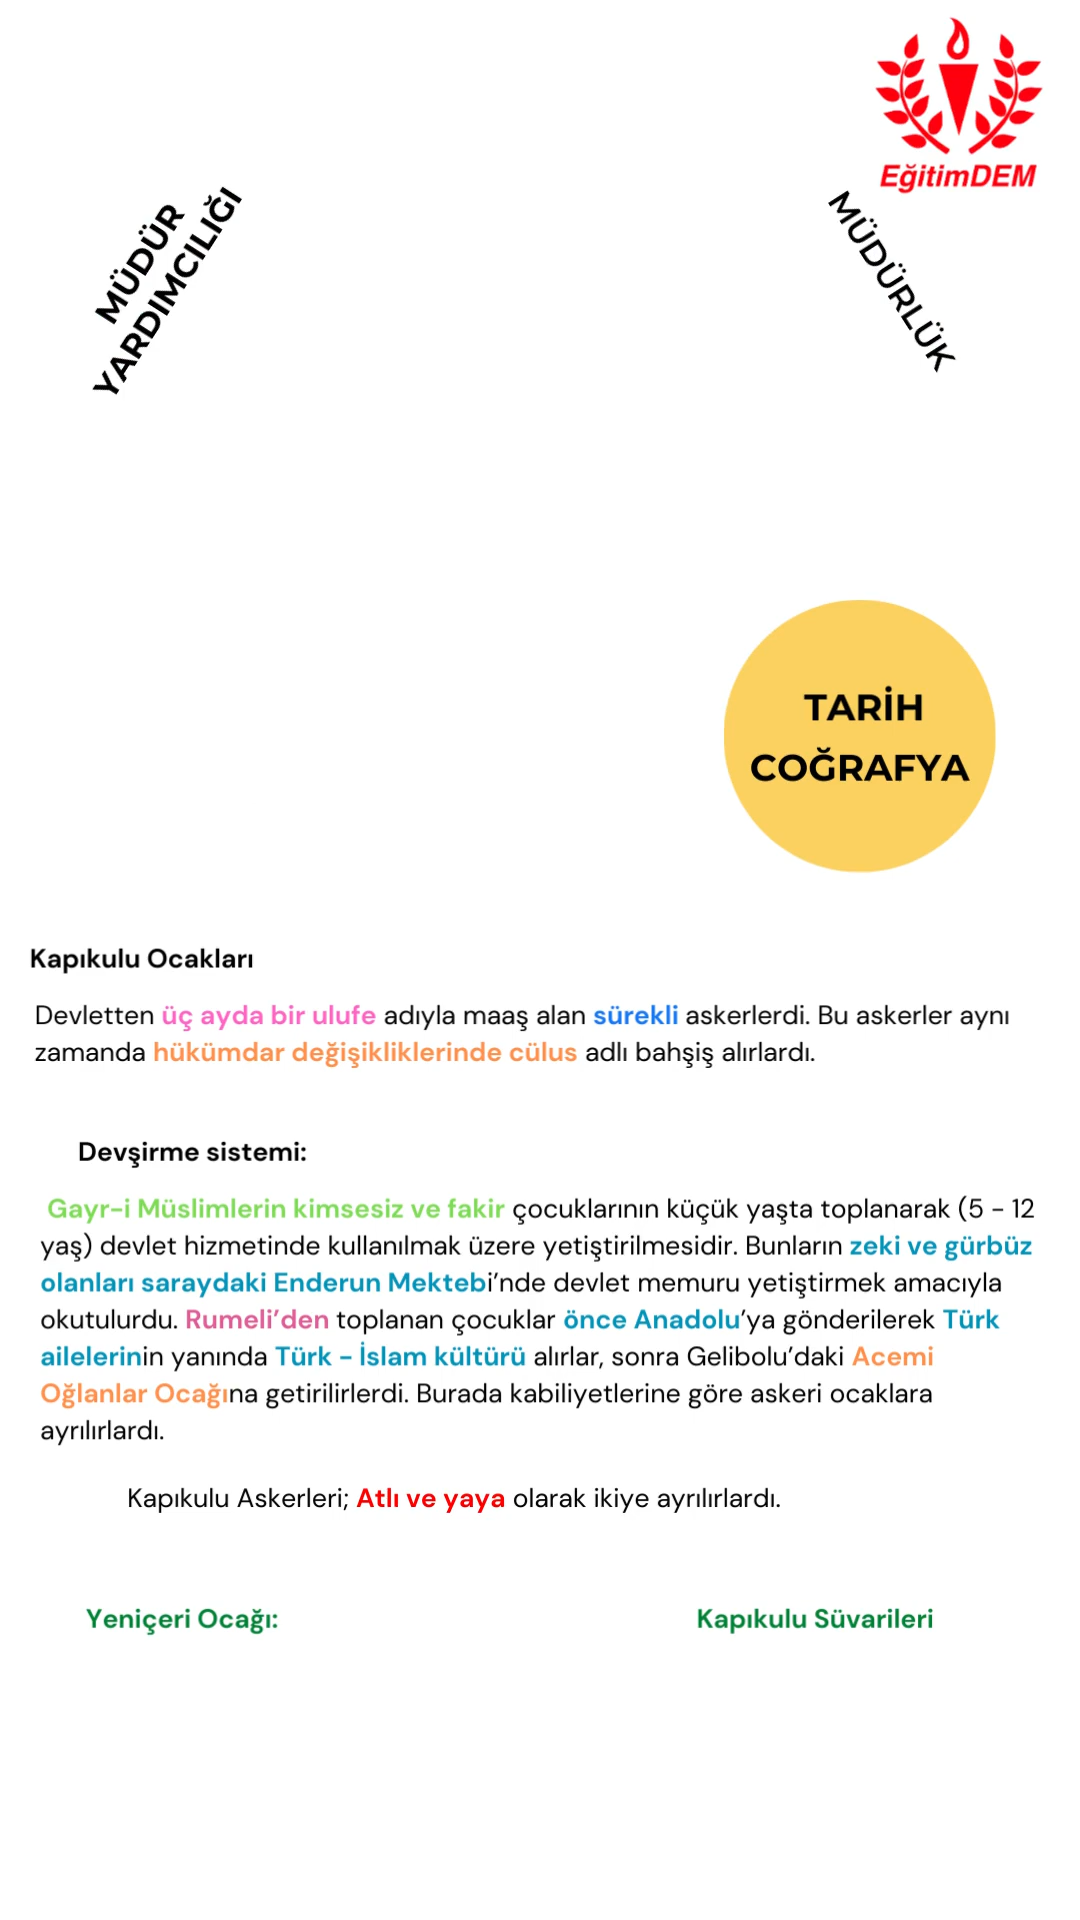 EğitimDEM
MÜDÜR
YARDIMCILIĞI
MÜDÜRLÜK
TARİH
COĞRAFYA
Kapıkulu Ocakları
Devletten üç ayda bir ulufe adıyla maaş alan sürekli askerlerdi. Bu askerler aynı
zamanda hükümdar değişikliklerinde cülus adlı bahşiş alırlardı.
Devşirme sistemi:
Gayr-i Müslimlerin kimsesiz ve fakir çocuklarının küçük yaşta toplanarak (5 - 12
yaş) devlet hizmetinde kullanılmak üzere yetiştirilmesidir. Bunların zeki ve gürbüz
olanları saraydaki Enderun Mektebi’nde devlet memuru yetiştirmek amacıyla
okutulurdu. Rumeli’den toplanan çocuklar önce Anadolu’ya gönderilerek Türk
ailelerinin yanında Türk - İslam kültürü alırlar, sonra Gelibolu’daki Acemi
Oğlanlar Ocağına getirilirlerdi. Burada kabiliyetlerine göre askeri ocaklara
ayrılırlardı.
Kapıkulu Askerleri; Atlı ve yaya olarak ikiye ayrılırlardı.
Yeniçeri Ocağı:
Kapıkulu Süvarileri